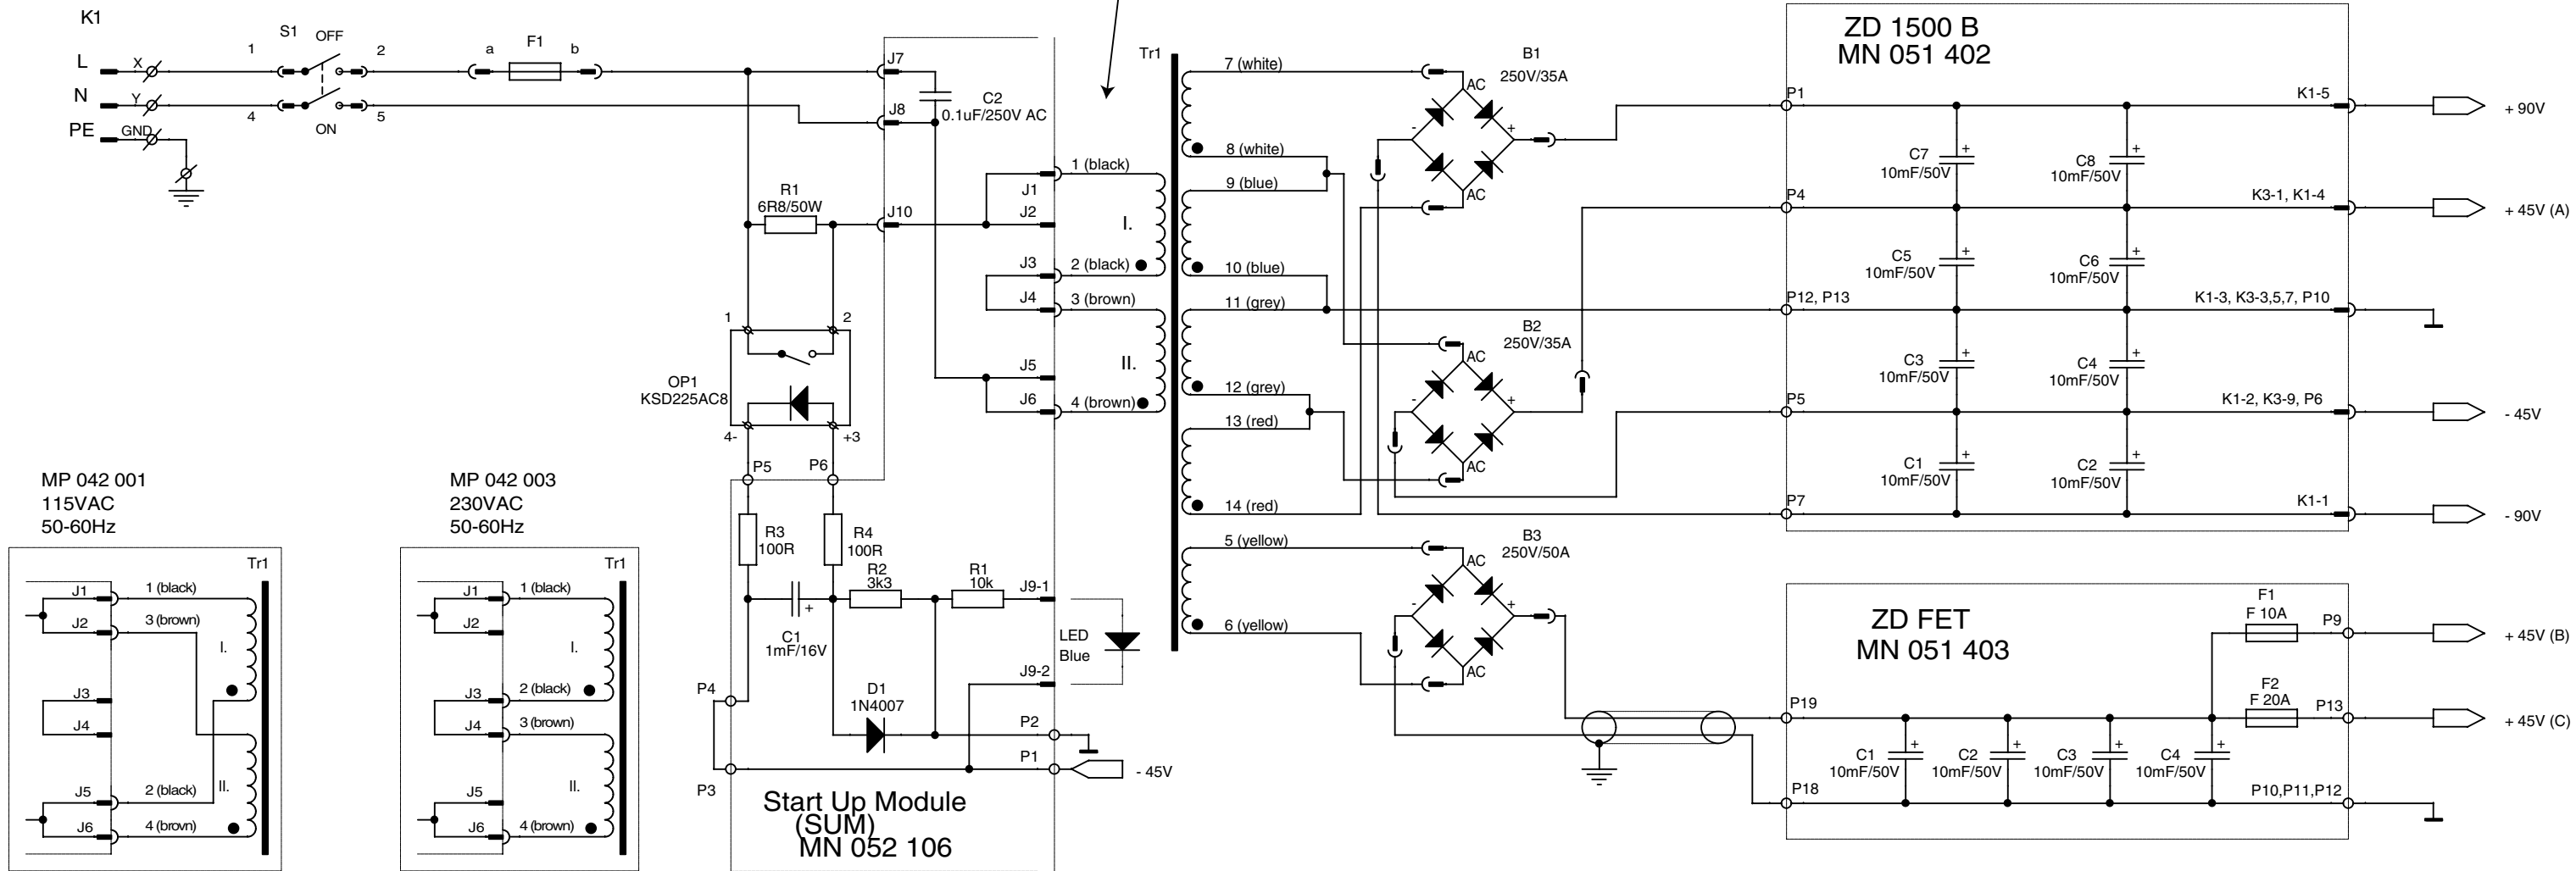 K1
L
N
PE
X
Y
GND
S1
OFF
ON
1
2
4
5
a
F1
b
J7
J8
C2
0.1uF/250V AC
R1
6R8/50W
J10
1
2
OP1
KSD225AC8
4-
+3
P5
P6
R3
100R
R4
100R
R2
3k3
R1
10k
J9-1
C1
1mF/16V
+
LED
Blue
J9-2
D1
1N4007
P4
P3
P2
P1
- 45V
Start Up Module
(SUM)
MN 052 106
J1
J2
J3
J4
J5
J6
1 (black)
2 (black)
3 (brown)
4 (brown)
I.
II.
Tr1
7 (white)
8 (white)
9 (blue)
10 (blue)
11 (grey)
12 (grey)
13 (red)
14 (red)
5 (yellow)
6 (yellow)
B1
250V/35A
AC
-
+
AC
B2
250V/35A
AC
-
+
AC
B3
250V/50A
AC
-
+
AC
ZD 1500 B
MN 051 402
P1
K1-5
+ 90V
C7
10mF/50V
+
C8
10mF/50V
+
P4
K3-1, K1-4
+ 45V (A)
C5
10mF/50V
+
C6
10mF/50V
+
P12, P13
K1-3, K3-3,5,7, P10
C3
10mF/50V
+
C4
10mF/50V
+
P5
K1-2, K3-9, P6
- 45V
C1
10mF/50V
+
C2
10mF/50V
+
P7
K1-1
- 90V
ZD FET
MN 051 403
F1
F 10A
P9
+ 45V (B)
F2
F 20A
P19
P13
+ 45V (C)
C1
10mF/50V
+
C2
10mF/50V
+
C3
10mF/50V
+
C4
10mF/50V
+
P18
P10,P11,P12
MP 042 001
115VAC
50-60Hz
Tr1
J1
1 (black)
J2
3 (brown)
I.
J3
J4
J5
2 (black)
II.
J6
4 (brovn)
MP 042 003
230VAC
50-60Hz
Tr1
J1
1 (black)
J2
I.
J3
2 (black)
J4
3 (brown)
J5
II.
J6
4 (brown)